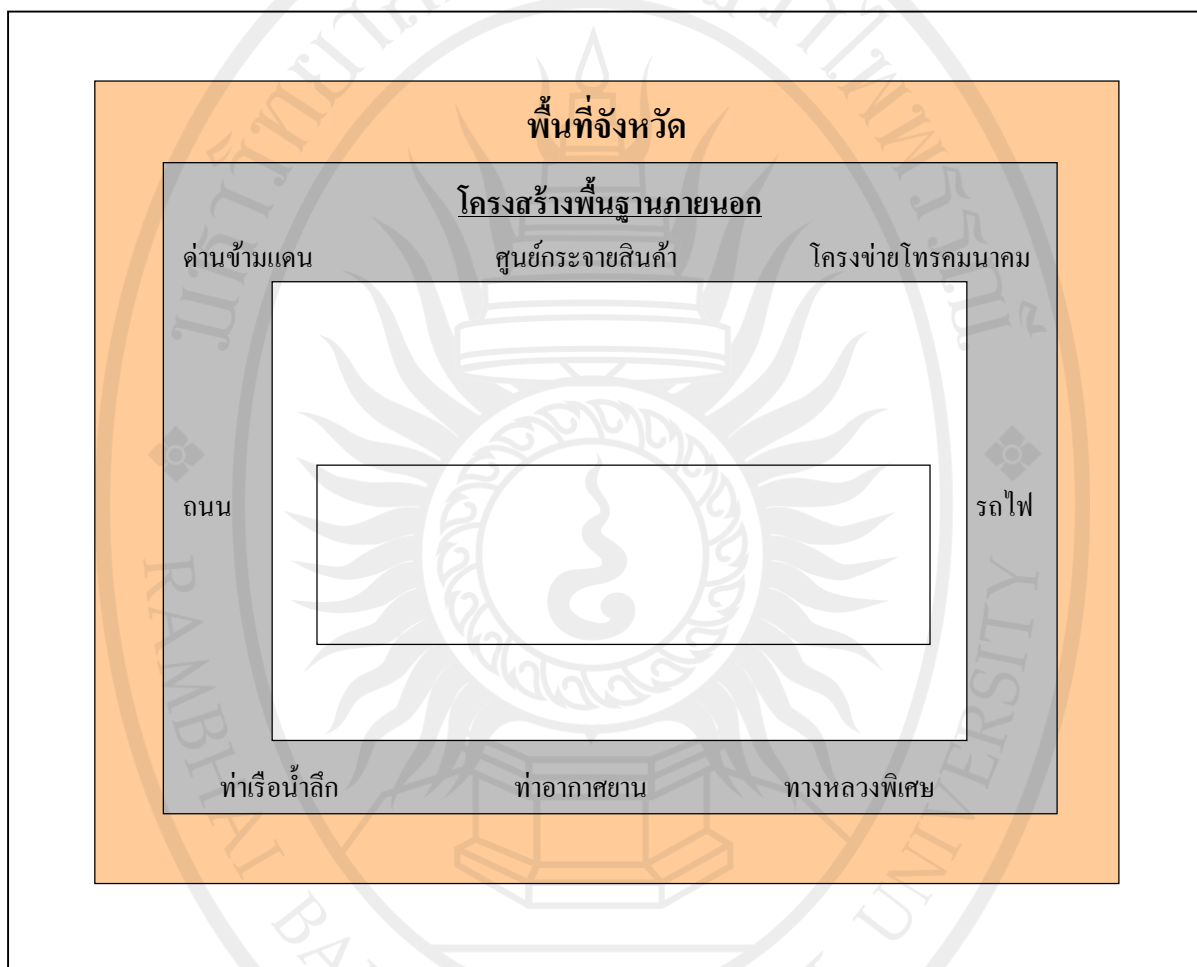 พื้นที่จังหวัด
โครงสร้างพื้นฐานภายนอก
ด่านข้ามแดน ศูนย์กระจายสินค้า โครงข่ายโทรคมนาคม
ถนน รถไฟ
ท่าเรือน้ำลึก ท่าอากาศยาน ทางหลวงพิเศษ
RAMBHAI BA UNIVERSITY